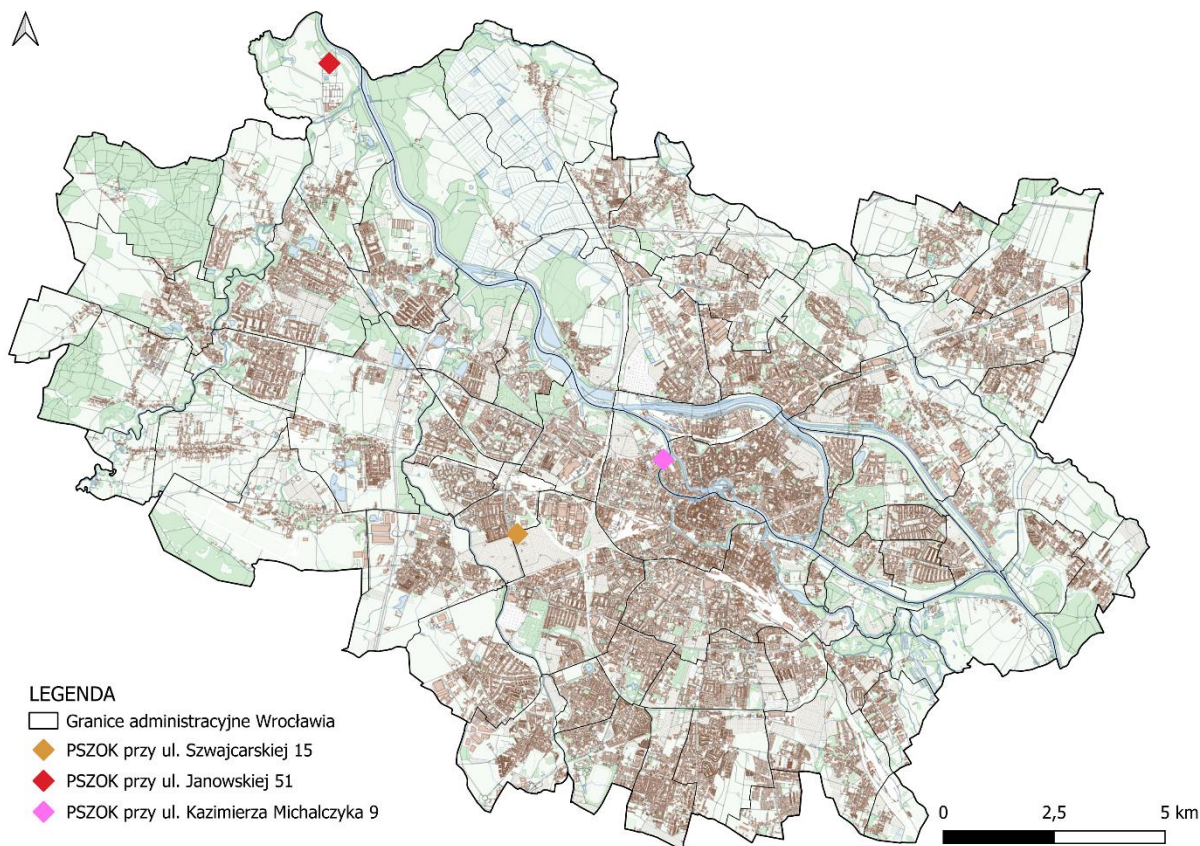 LEGENDA
Granice administracyjne Wrocławia
PSZOK przy ul. Szwajcarskiej 15
PSZOK przy ul. Janowskiej 51
PSZOK przy ul. Kazimierza Michalczyka 9
0 2,5 5 km